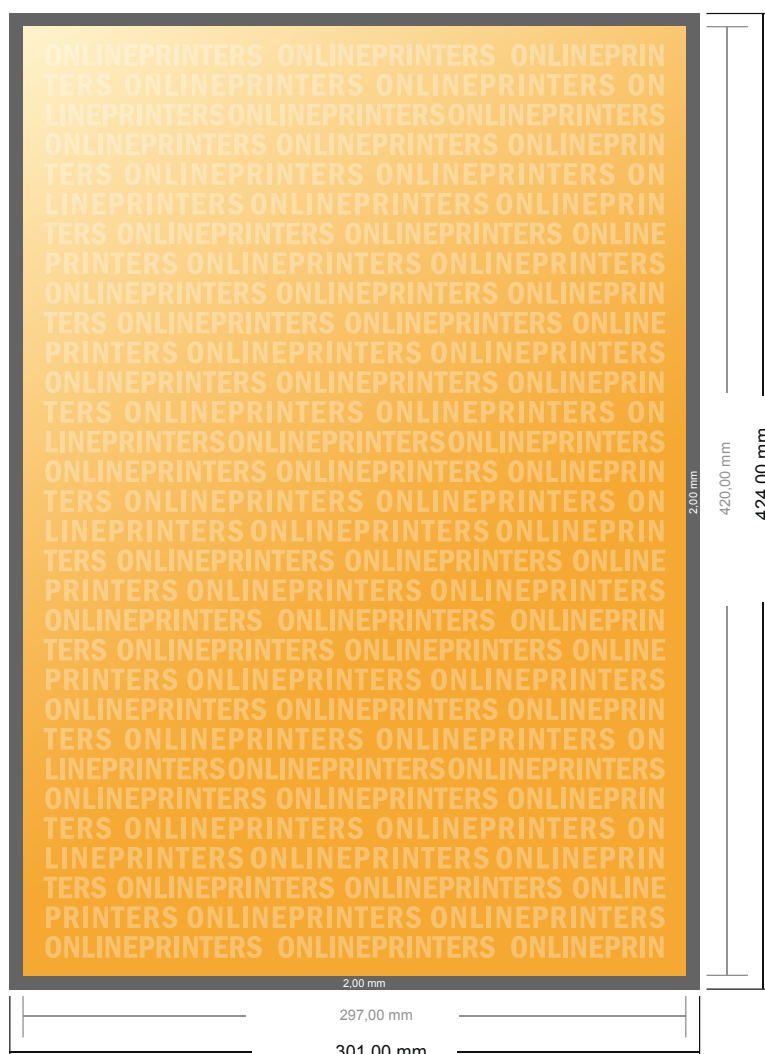 ONLINEPRINTERS ONLINEPRINTERS ONLINEPRIN
TERS ONLINEPRINTERS ONLINEPRINTERS ON
LINEPRINTERSONLINEPRINTERSONLINEPRINTERS
ONLINEPRINTERS ONLINEPRINTERS ONLINEPRIN
TERS ONLINEPRINTERS ONLINEPRINTERS ON
LINEPRINTERS ONLINEPRINTERS ONLINEPRIN
TERS ONLINEPRINTERS ONLINEPRINTERS ONLINE
PRINTERS ONLINEPRINTERS ONLINEPRINTERS
ONLINEPRINTERS ONLINEPRINTERS ONLINEPRIN
TERS ONLINEPRINTERS ONLINEPRINTERS ONLINE
PRINTERS ONLINEPRINTERS ONLINEPRINTERS
ONLINEPRINTERS ONLINEPRINTERS ONLINEPRIN
TERS ONLINEPRINTERS ONLINEPRINTERS ON
LINEPRINTERSONLINEPRINTERSONLINEPRINTERS
ONLINEPRINTERS ONLINEPRINTERS ONLINEPRIN
TERS ONLINEPRINTERS ONLINEPRINTERS ON
LINEPRINTERS ONLINEPRINTERS ONLINEPRIN
TERS ONLINEPRINTERS ONLINEPRINTERS ONLINE
PRINTERS ONLINEPRINTERS ONLINEPRINTERS
ONLINEPRINTERS ONLINEPRINTERS ONLINEPRIN
TERS ONLINEPRINTERS ONLINEPRINTERS ONLINE
PRINTERS ONLINEPRINTERS ONLINEPRINTERS
ONLINEPRINTERS ONLINEPRINTERS ONLINEPRIN
TERS ONLINEPRINTERS ONLINEPRINTERS ON
LINEPRINTERSONLINEPRINTERSONLINEPRINTERS
ONLINEPRINTERS ONLINEPRINTERS ONLINEPRIN
TERS ONLINEPRINTERS ONLINEPRINTERS ON
LINEPRINTERS ONLINEPRINTERS ONLINEPRIN
TERS ONLINEPRINTERS ONLINEPRINTERS ONLINE
PRINTERS ONLINEPRINTERS ONLINEPRINTERS
ONLINEPRINTERS ONLINEPRINTERS ONLINEPRIN
2,00 mm
420,00 mm
424,00 mm
2,00 mm
297,00 mm
301,00 mm